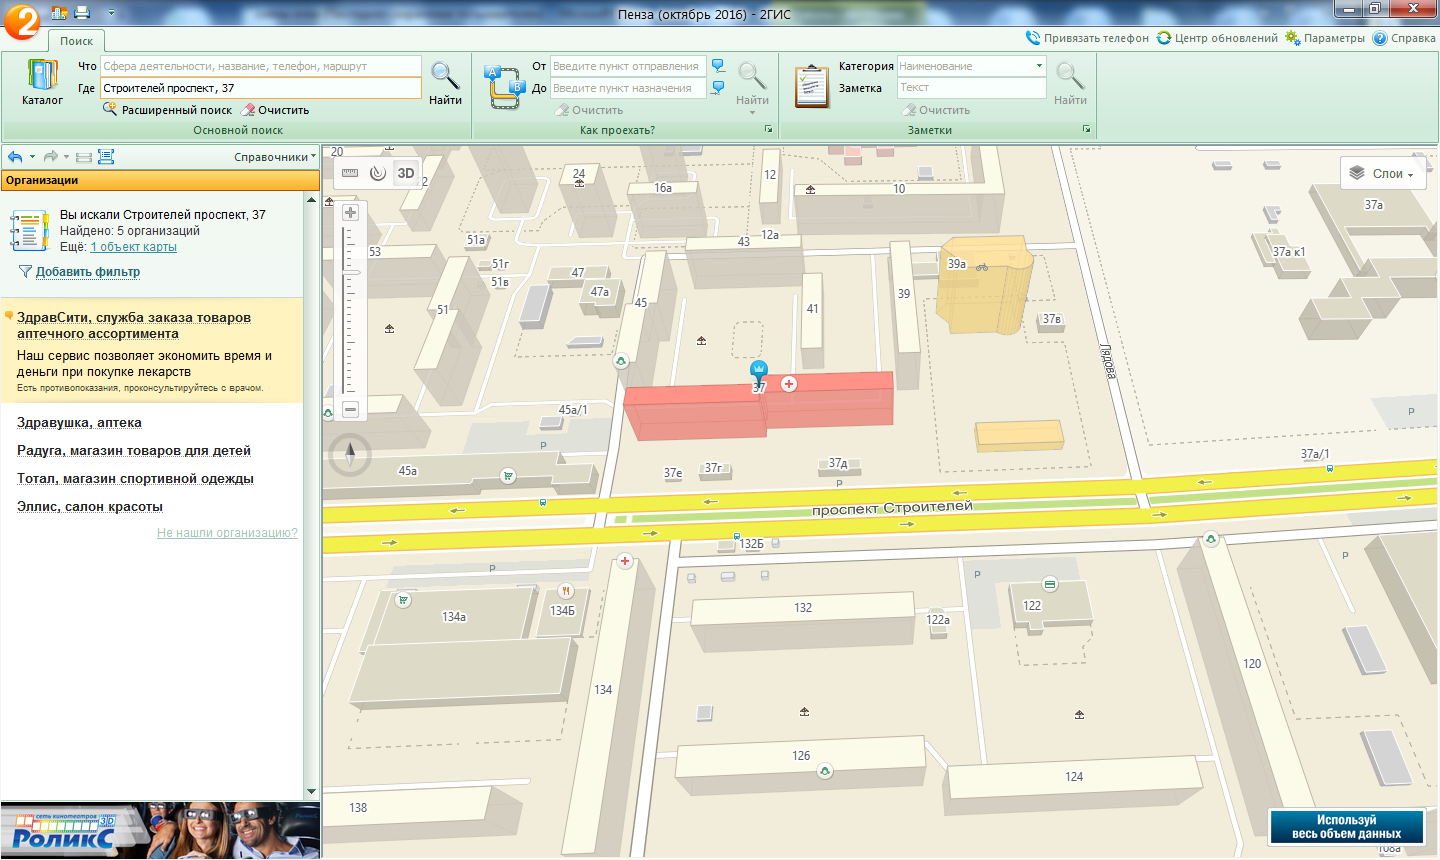 2
Пенза (октябрь 2016) - 2ГИС
Поиск
Привязать телефон
Центр обновлений
Параметры
Справка
Каталог
Что
Сфера деятельности, название, телефон, маршрут
Где
Строителей проспект, 37
Расширенный поиск
Очистить
Найти
Основной поиск
A
B
От
Введите пункт отправления
До
Введите пункт назначения
Очистить
Найти
Как проехать?
Категория
Наименование
Заметка
Текст
Очистить
Найти
Заметки
Справочники
Организации
Вы искали Строителей проспект, 37
Найдено: 5 организаций
Ещё: 1 объект карты
Добавить фильтр
ЗдравСити, служба заказа товаров
аптечного ассортимента
Наш сервис позволяет экономить время и
деньги при покупке лекарств
Есть противопоказания, проконсультируйтесь с врачом.
Здравушка, аптека
Радуга, магазин товаров для детей
Тотал, магазин спортивной одежды
Эллис, салон красоты
Не нашли организацию?
сеть кинотеатров
3D
РОЛИКС
3D
Слои
20
24
16а
12
10
37а
12а
43
53
51а
51г
51в
47
47а
45
51
41
39
39а
37в
37а к1
Лядова
37
45а/1
P
P
45а
37е
37г
37д
P
37а/1
проспект Строителей
132Б
P
P
P
134а
134Б
132
122
122а
120
134
126
124
138
108а
Используй
весь объем данных